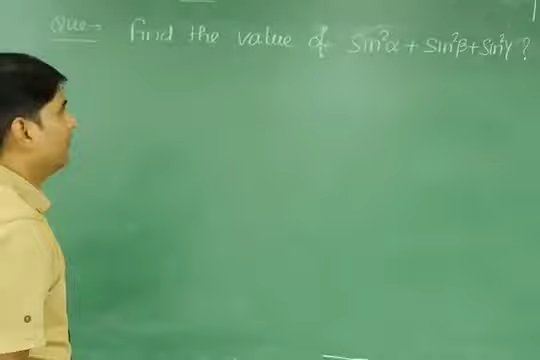 Que→ Find the value of sin²α + sin²β + sin²γ ?